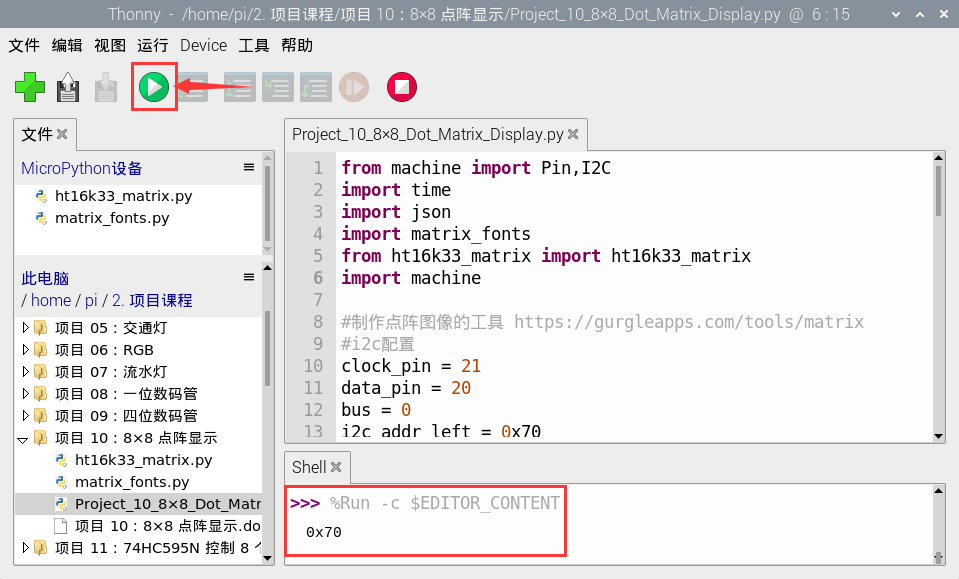 Thonny - /home/pi/2. 项目课程/项目 10：8×8 点阵显示/Project_10_8×8_Dot_Matrix_Display.py @ 6 : 15
文件 编辑 视图 运行 Device 工具 帮助
文件
MicroPython设备
ht16k33_matrix.py
matrix_fonts.py
此电脑
/ home / pi / 2. 项目课程
项目 05：交通灯
项目 06：RGB
项目 07：流水灯
项目 08：一位数码管
项目 09：四位数码管
项目 10：8×8 点阵显示
ht16k33_matrix.py
matrix_fonts.py
Project_10_8×8_Dot_Matr
项目 10：8×8 点阵显示.do
项目 11：74HC595N 控制 8
Project_10_8×8_Dot_Matrix_Display.py
1 from machine import Pin,I2C
2 import time
3 import json
4 import matrix_fonts
5 from ht16k33_matrix import ht16k33_matrix
6 import machine
7
8 #制作点阵图像的工具 https://gurgleapps.com/tools/matrix
9 #i2c配置
10 clock_pin = 21
11 data_pin = 20
12 bus = 0
13 i2c_addr_left = 0x70
Shell
>>> %Run -c $EDITOR_CONTENT
0x70